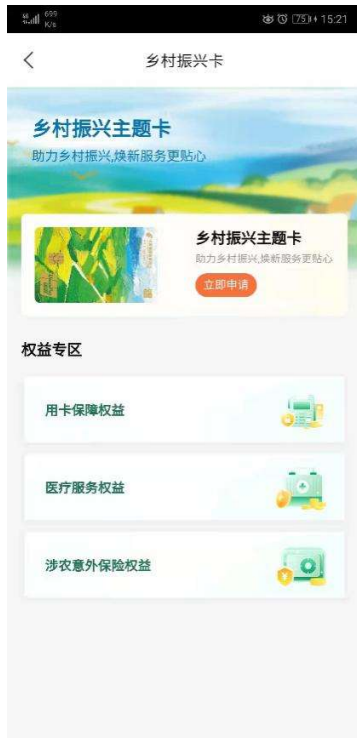 699
K/s
75
15:21
乡村振兴卡
乡村振兴主题卡
助力乡村振兴,焕新服务更贴心
乡村振兴主题卡
助力乡村振兴,焕新服务更贴心
立即申请
权益专区
用卡保障权益
医疗服务权益
涉农意外保险权益